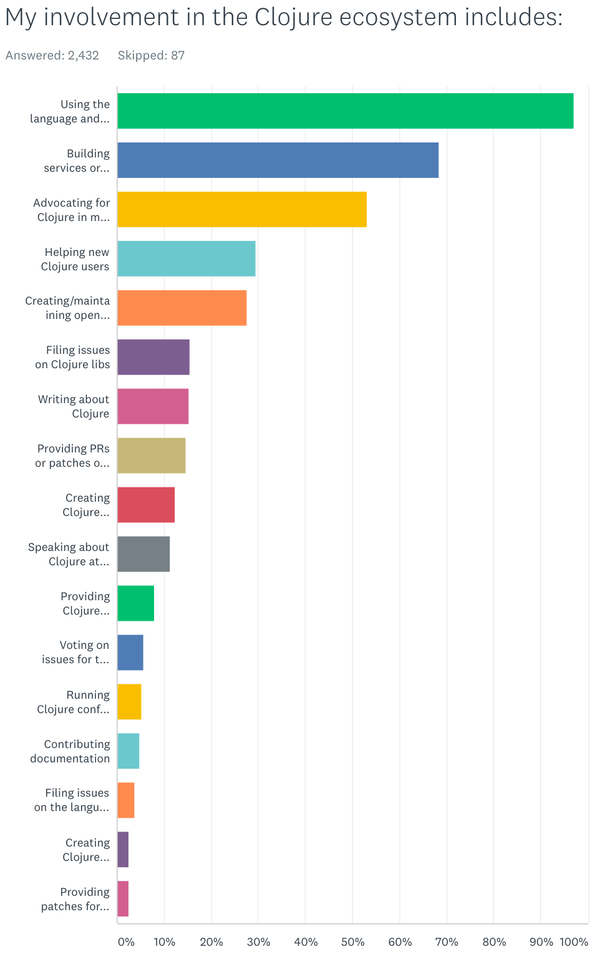 My involvement in the Clojure ecosystem includes:
Answered: 2,432 Skipped: 87
Using the
language and...
Building
services or...
Advocating for
Clojure in m...
Helping new
Clojure users
Creating/mainta
ining open...
Filing issues
on Clojure libs
Writing about
Clojure
Providing PRs
or patches o...
Creating
Clojure...
Speaking about
Clojure at...
Providing
Clojure...
Voting on
issues for t...
Running
Clojure conf...
Contributing
documentation
Filing issues
on the langu...
Creating
Clojure...
Providing
patches for...
0% 10% 20% 30% 40% 50% 60% 70% 80% 90% 100%